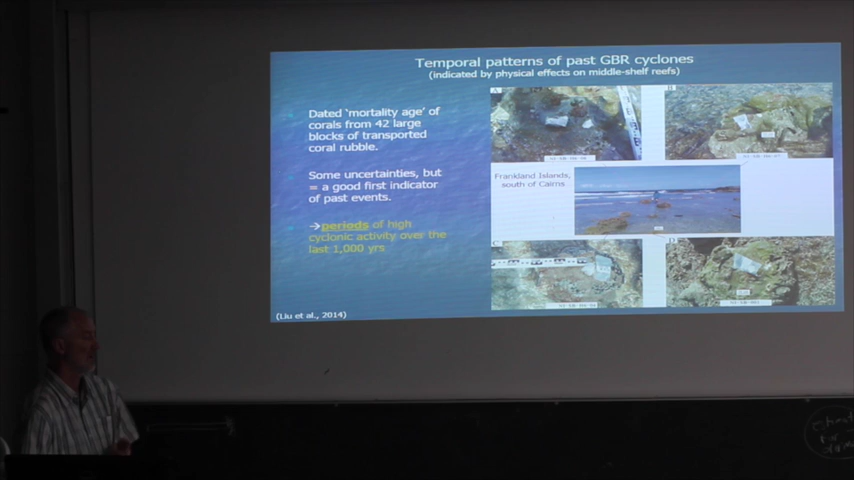 Temporal patterns of past GBR cyclones
(indicated by physical effects on middle-shelf reefs)
Dated 'mortality age' of
corals from 42 large
blocks of transported
coral rubble.
Some uncertainties, but
= a good first indicator
of past events.
→periods of high
cyclonic activity over the
last 1,000 yrs
(Liu et al., 2014)
A
B
Frankland Islands,
south of Cairns
C
D